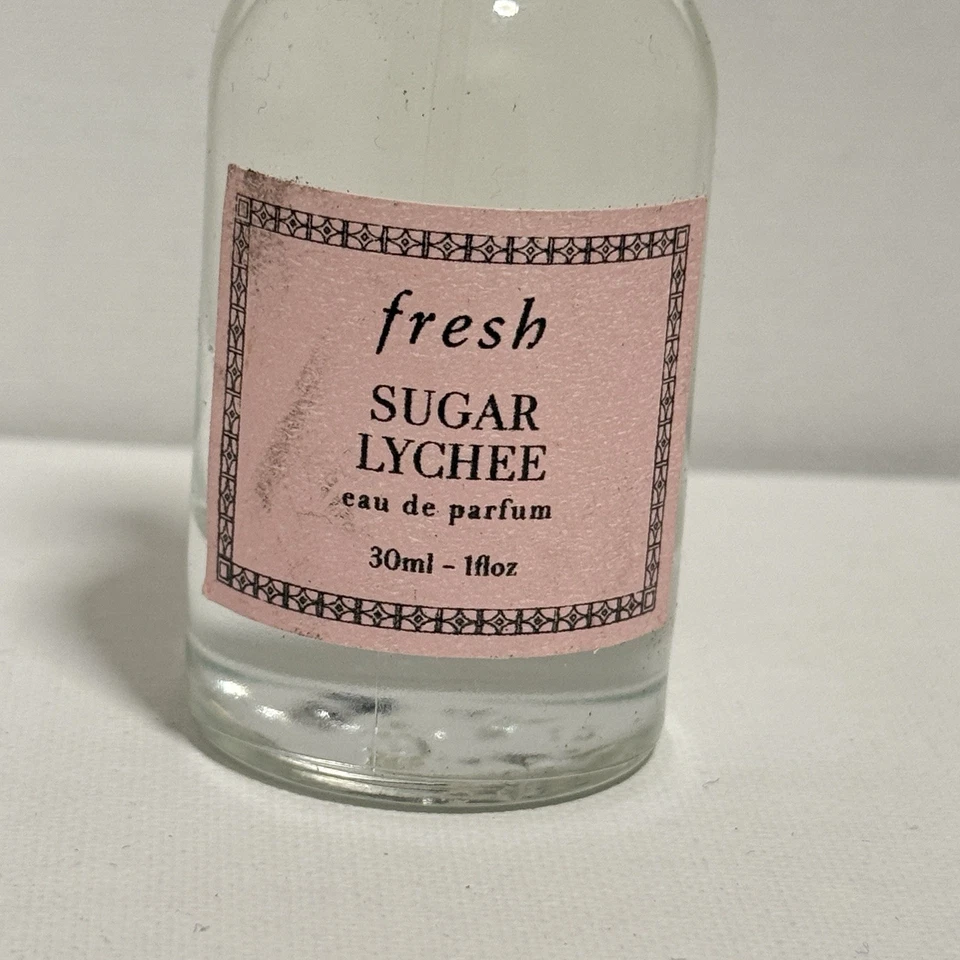 fresh
SUGAR
LYCHEE
eau de parfum
30ml - 1floz